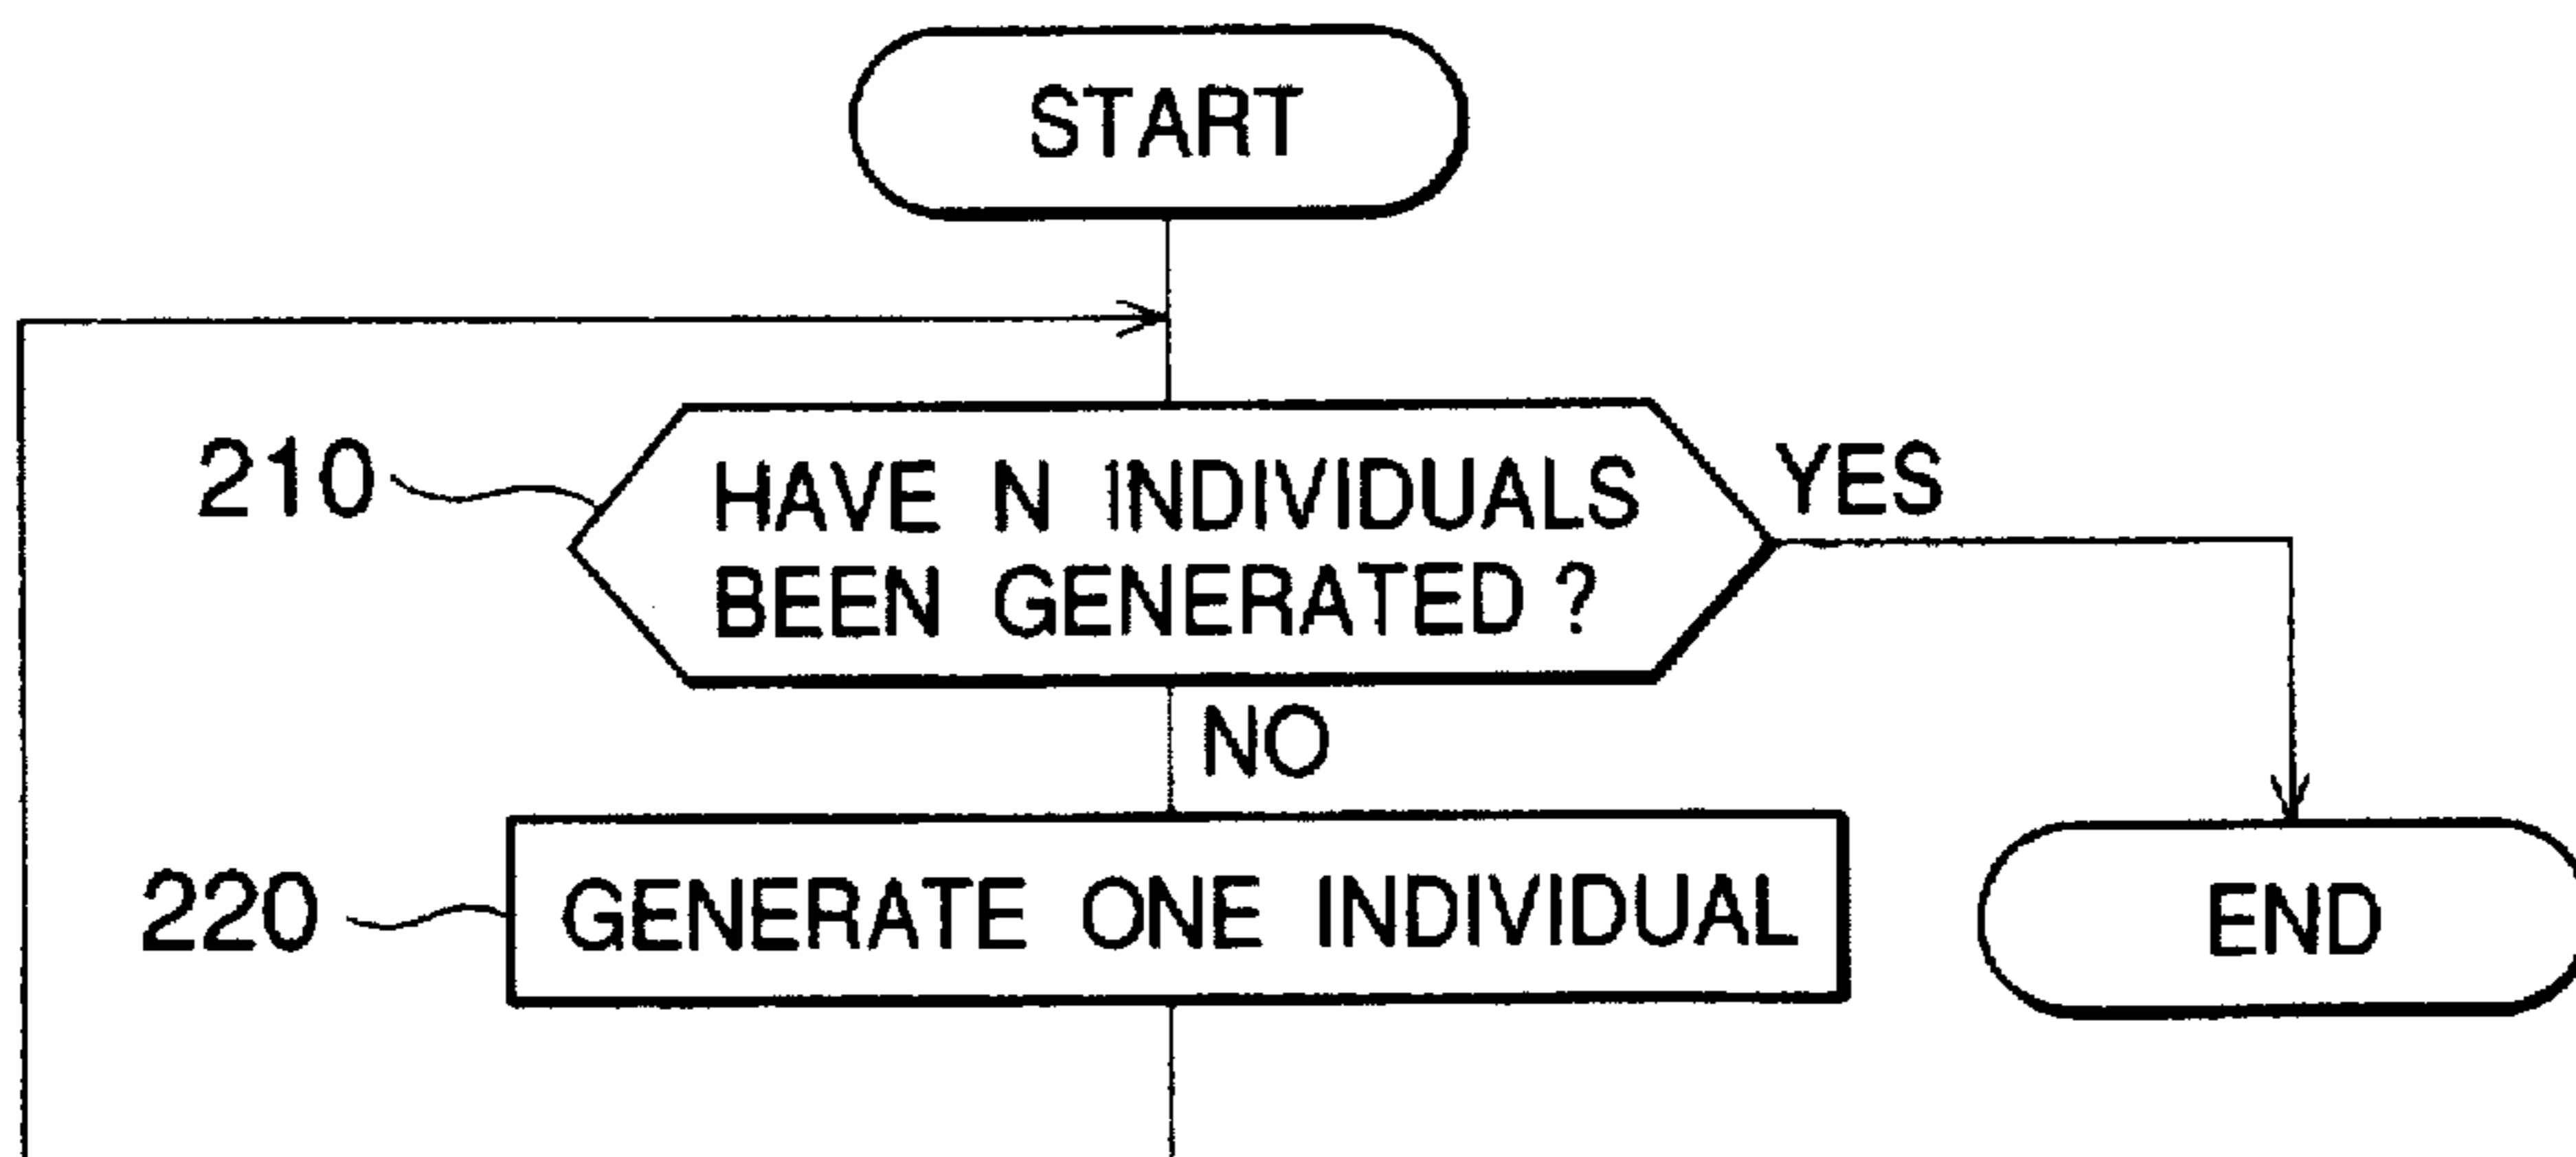 START
210
HAVE N INDIVIDUALS
BEEN GENERATED ?
YES
NO
220
GENERATE ONE INDIVIDUAL
END